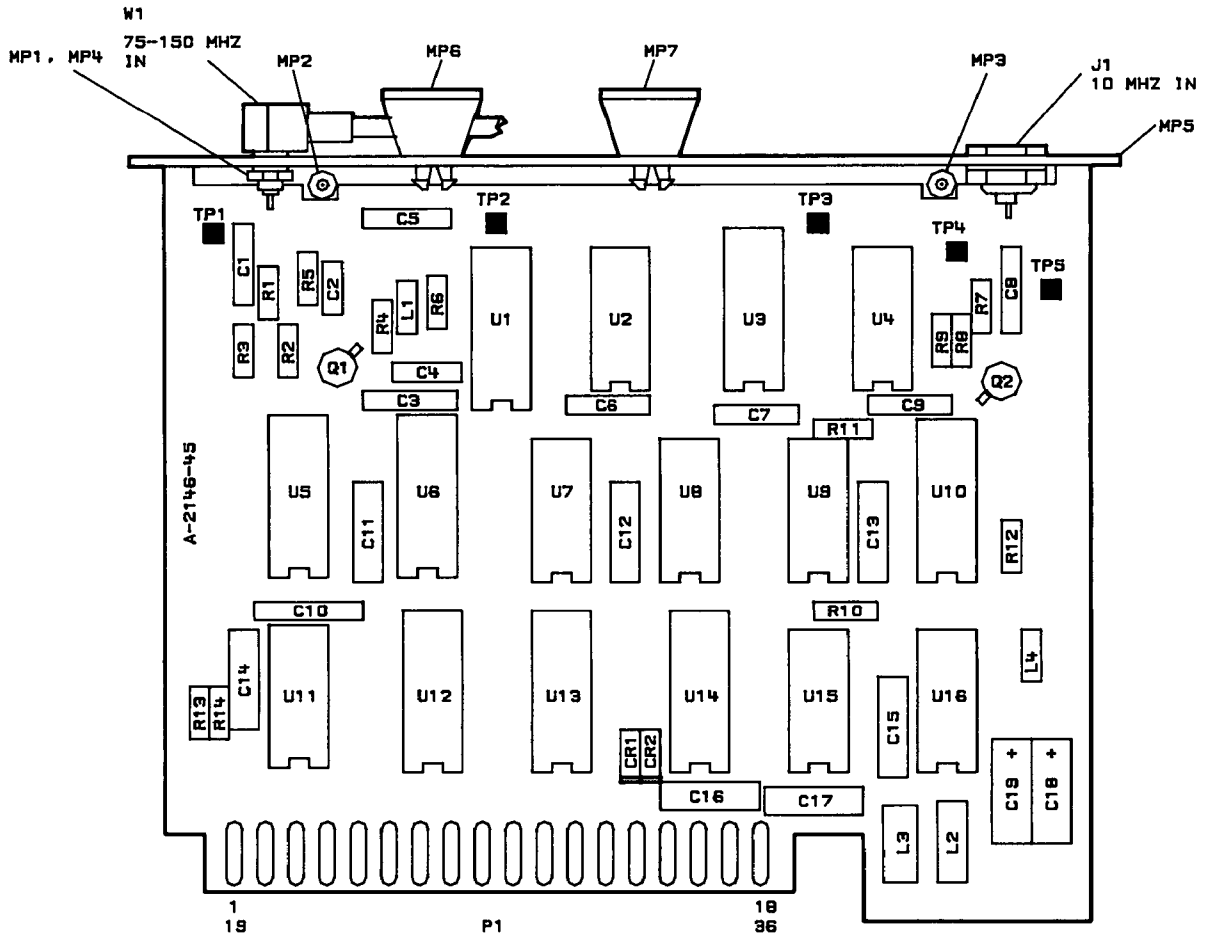 W1
75-150 MHZ
IN
MP1, MP4
MP2
MP6
MP7
MP3
J1
10 MHZ IN
MP5
TP1
C5
TP2
TP3
TP4
TP5
C1
R1
R5
C2
R4
L1
R6
U1
U2
U3
U4
R7
C8
R9
R8
R3
R2
Q1
C4
C3
C6
C7
C9
Q2
R11
A-2146-45
U5
C11
U6
U7
C12
U8
U9
C13
U10
R12
C10
R10
R13
R14
C14
U11
U12
U13
U14
U15
C15
U16
L4
CR1
CR2
C16
C17
+
C19
+
C18
L3
L2
1
19
P1
18
36